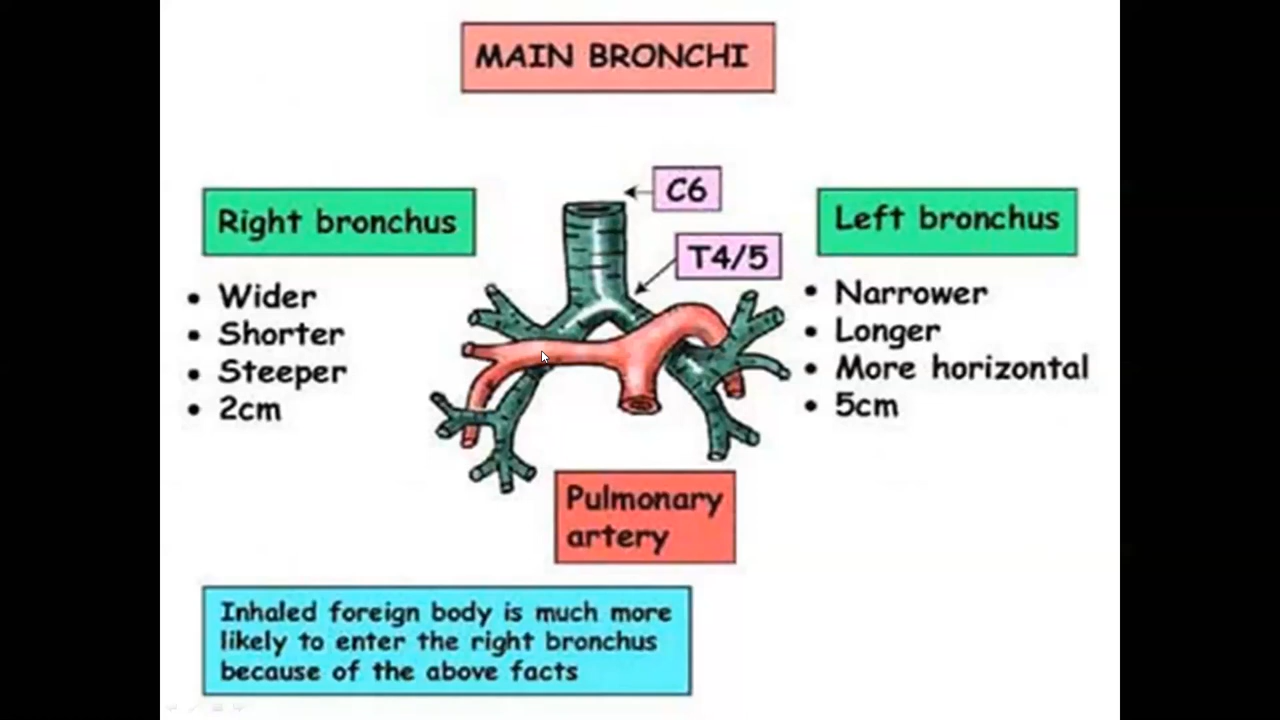 MAIN BRONCHI
C6
Right bronchus
Left bronchus
T4/5
• Wider
• Shorter
• Steeper
• 2cm
• Narrower
• Longer
• More horizontal
• 5cm
Pulmonary
artery
Inhaled foreign body is much more
likely to enter the right bronchus
because of the above facts